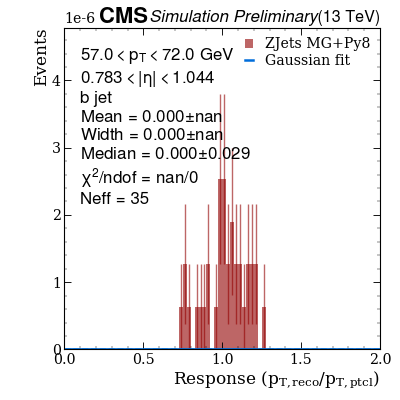 1e-6 CMS Simulation Preliminary (13 TeV)
Events
ZJets MG+Py8
Gaussian fit
57.0 < pT < 72.0 GeV
0.783 < |η| < 1.044
b jet
Mean = 0.000±nan
Width = 0.000±nan
Median = 0.000±0.029
χ²/ndof = nan/0
Neff = 35
4
3
2
1
0
0.0 0.5 1.0 1.5 2.0
Response (pT,reco/pT,ptcl)